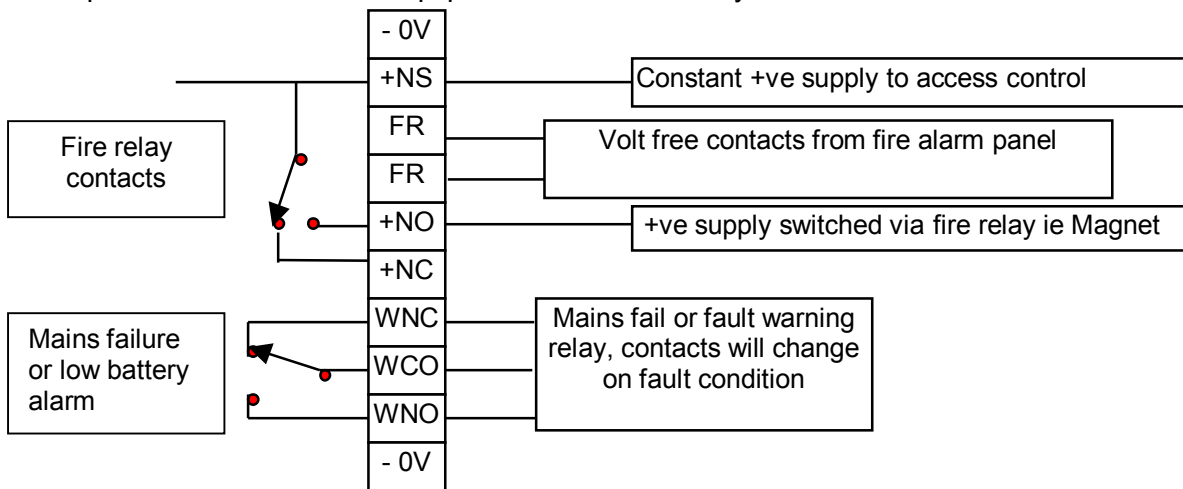 - 0V
+NS
Constant +ve supply to access control
FR
FR
Volt free contacts from fire alarm panel
Fire relay
contacts
+NO
+ve supply switched via fire relay ie Magnet
+NC
WNC
WCO
WNO
Mains fail or fault warning
relay, contacts will change
on fault condition
Mains failure
or low battery
alarm
- 0V